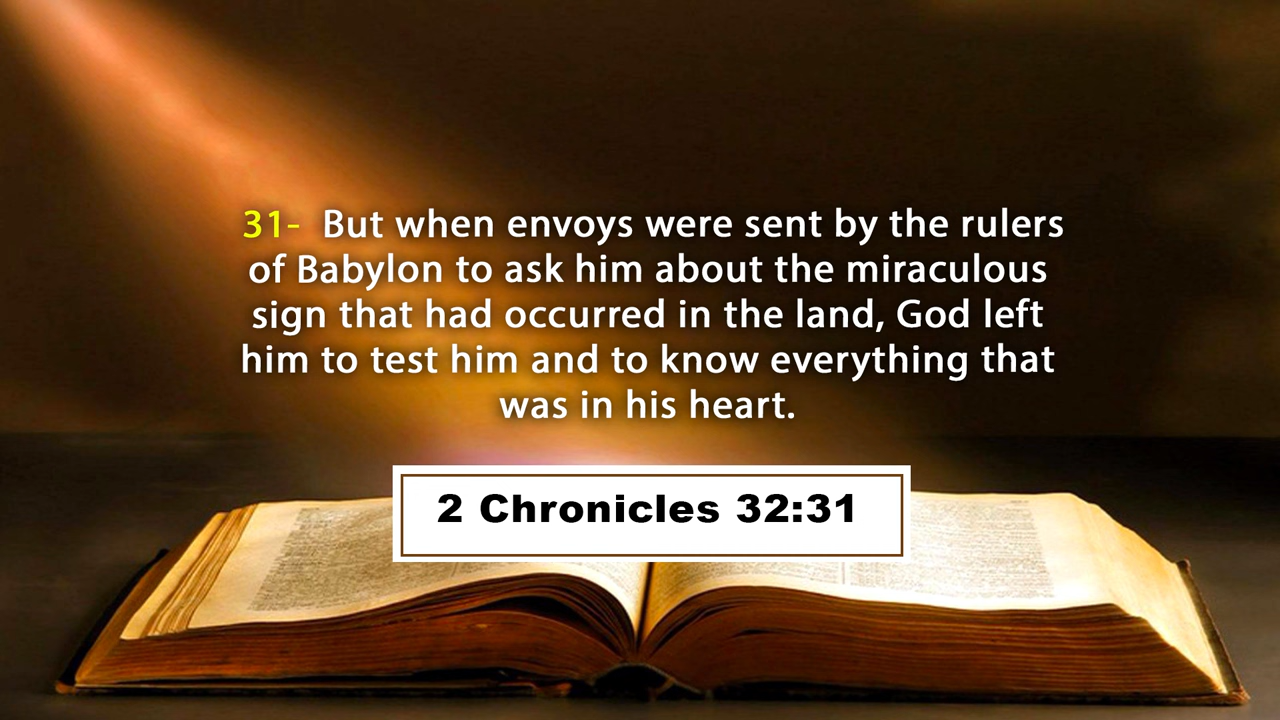 31- But when envoys were sent by the rulers
of Babylon to ask him about the miraculous
sign that had occurred in the land, God left
him to test him and to know everything that
was in his heart.
2 Chronicles 32:31